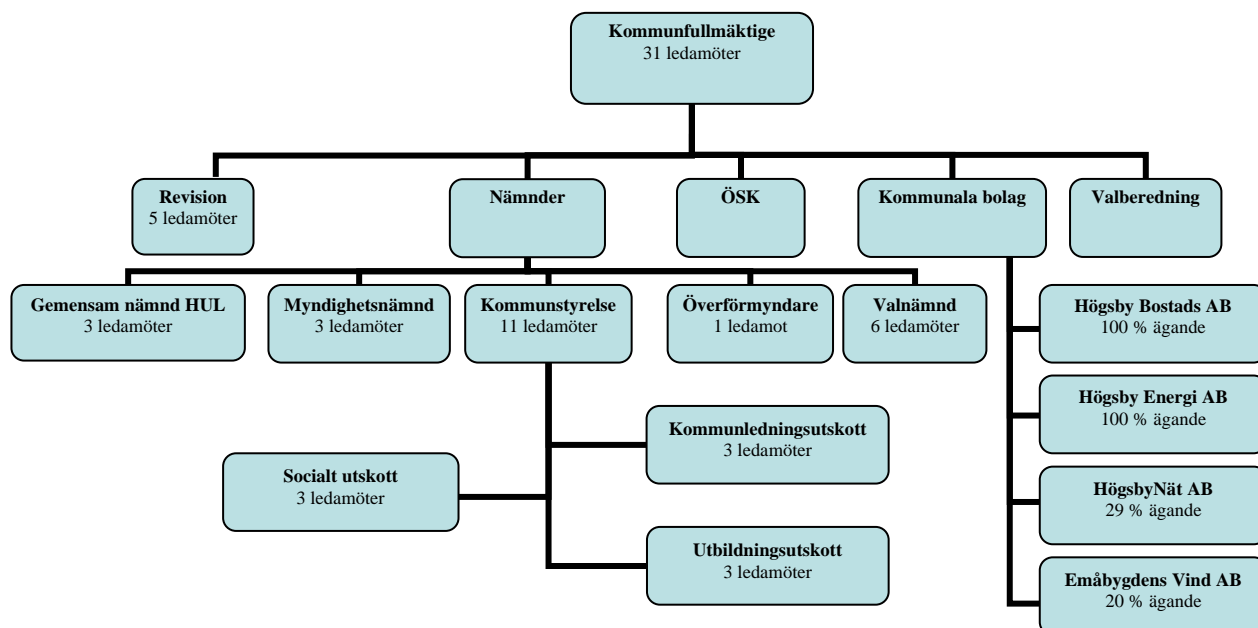 Kommunfullmäktige
31 ledamöter
Revision
5 ledamöter
Nämnder
ÖSK
Kommunala bolag
Valberedning
Gemensam nämnd HUL
3 ledamöter
Myndighetsnämnd
3 ledamöter
Kommunstyrelse
11 ledamöter
Överförmyndare
1 ledamot
Valnämnd
6 ledamöter
Högsby Bostads AB
100 % ägande
Högsby Energi AB
100 % ägande
HögsbyNät AB
29 % ägande
Emåbygdens Vind AB
20 % ägande
Kommunledningsutskott
3 ledamöter
Socialt utskott
3 ledamöter
Utbildningsutskott
3 ledamöter